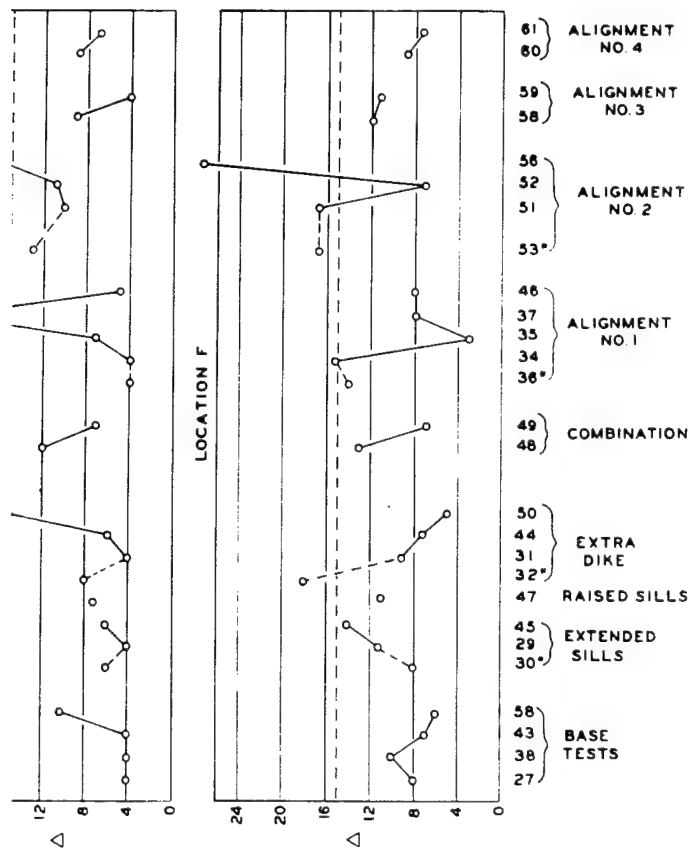 61
60
ALIGNMENT
NO. 4
59
58
ALIGNMENT
NO. 3
56
52
51
53*
ALIGNMENT
NO. 2
46
37
35
34
36*
ALIGNMENT
NO. 1
49
48
COMBINATION
50
44
31
32*
EXTRA
DIKE
47 RAISED SILLS
45
29
30*
EXTENDED
SILLS
58
43
38
27
BASE
TESTS
LOCATION F
12 8 4 0
Δ
24 20 16 12 8 4 0
Δ